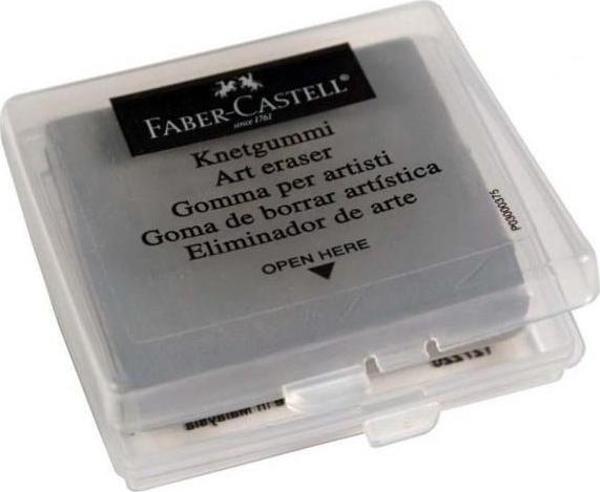 FABER-CASTELL®
since 1761
Knetgummi
Art eraser
Gomma per artisti
Goma de borrar artística
Eliminador de arte
OPEN HERE
P03000375